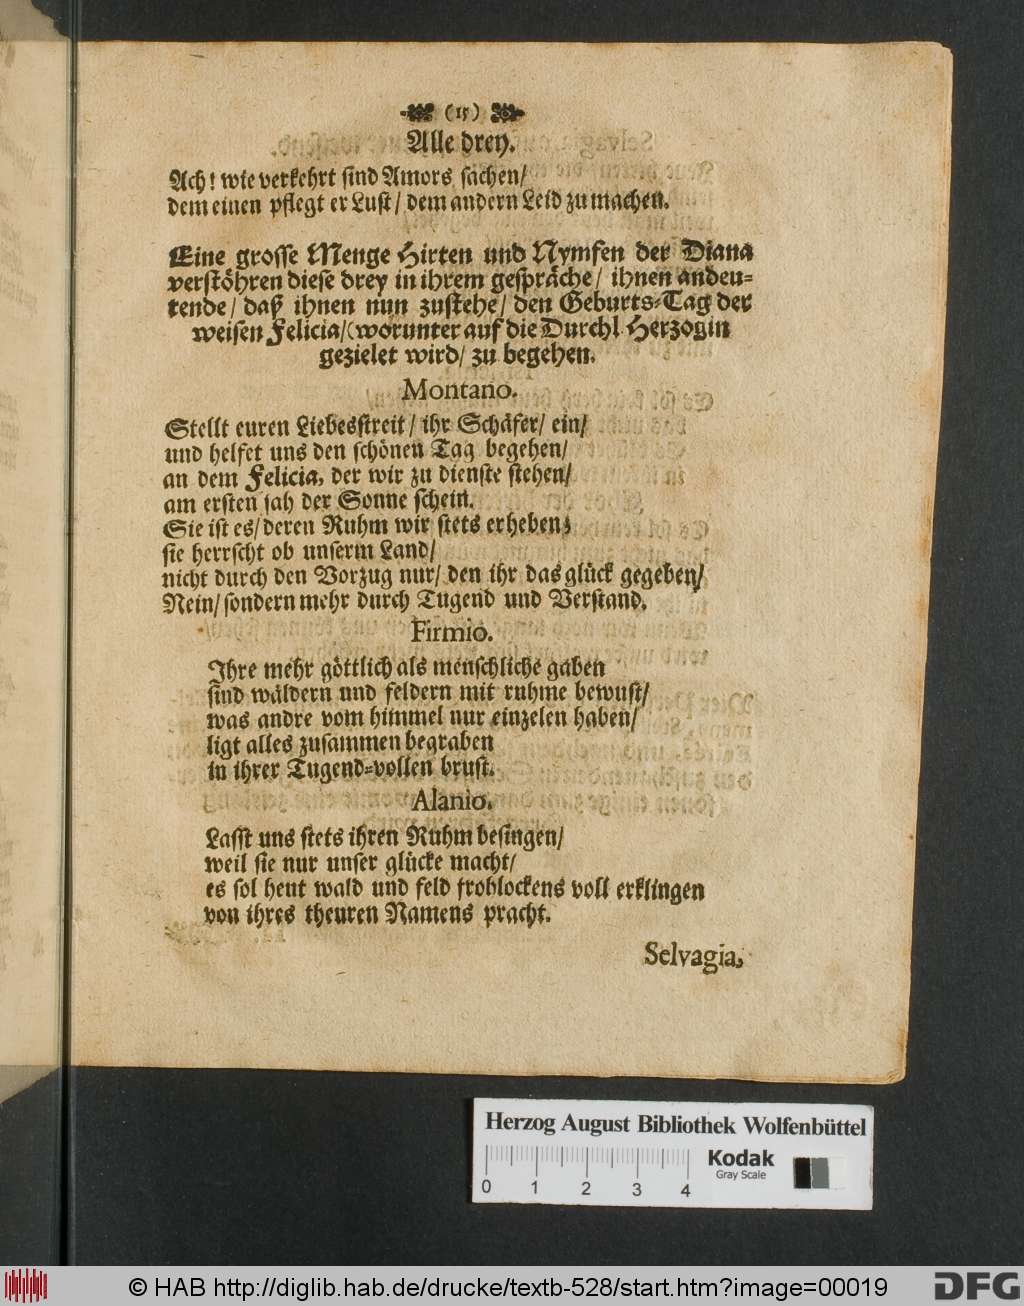 (15)
Alle drey.
Ach! wie verkehrt sind Amors sachen/
dem einen pflegt er Lust/ dem andern Leid zu machen.
Eine grosse Menge Hirten und Nymfen der Diana
verstöhren diese drey in ihrem gespräche/ ihnen andeu-
tende/ daß ihnen nun zustehe/ den Geburts-Tag der
weisen Felicia/ (worunter auf die Durchl Herzogin
gezielet wird/ zu begehen.
Montano.
Stellt euren Liebesstreit/ ihr Schäfer/ ein/
und helfet uns den schönen Tag begehen/
an dem Felicia, der wir zu dienste stehen/
am ersten sah der Sonne schein.
Sie ist es/ deren Ruhm wir stets erheben;
sie herrscht ob unserm Land/
nicht durch den Vorzug nur/ den ihr das glück gegeben/
Nein/ sondern mehr durch Tugend und Verstand.
Firmio.
Ihre mehr göttlich als menschliche gaben
sind wäldern und feldern mit ruhme bewust/
was andre vom himmel nur einzelen haben/
ligt alles zusammen begraben
in ihrer Tugend-vollen brust.
Alanio.
Lasst uns stets ihren Ruhm besingen/
weil sie nur unser glücke macht/
es sol heut wald und feld frohlockens voll erklingen
von ihres theuren Namens pracht.
Selvagia,
Herzog August Bibliothek Wolfenbüttel
Kodak
Gray Scale
0 1 2 3 4
© HAB http://diglib.hab.de/drucke/textb-528/start.htm?image=00019
DFG